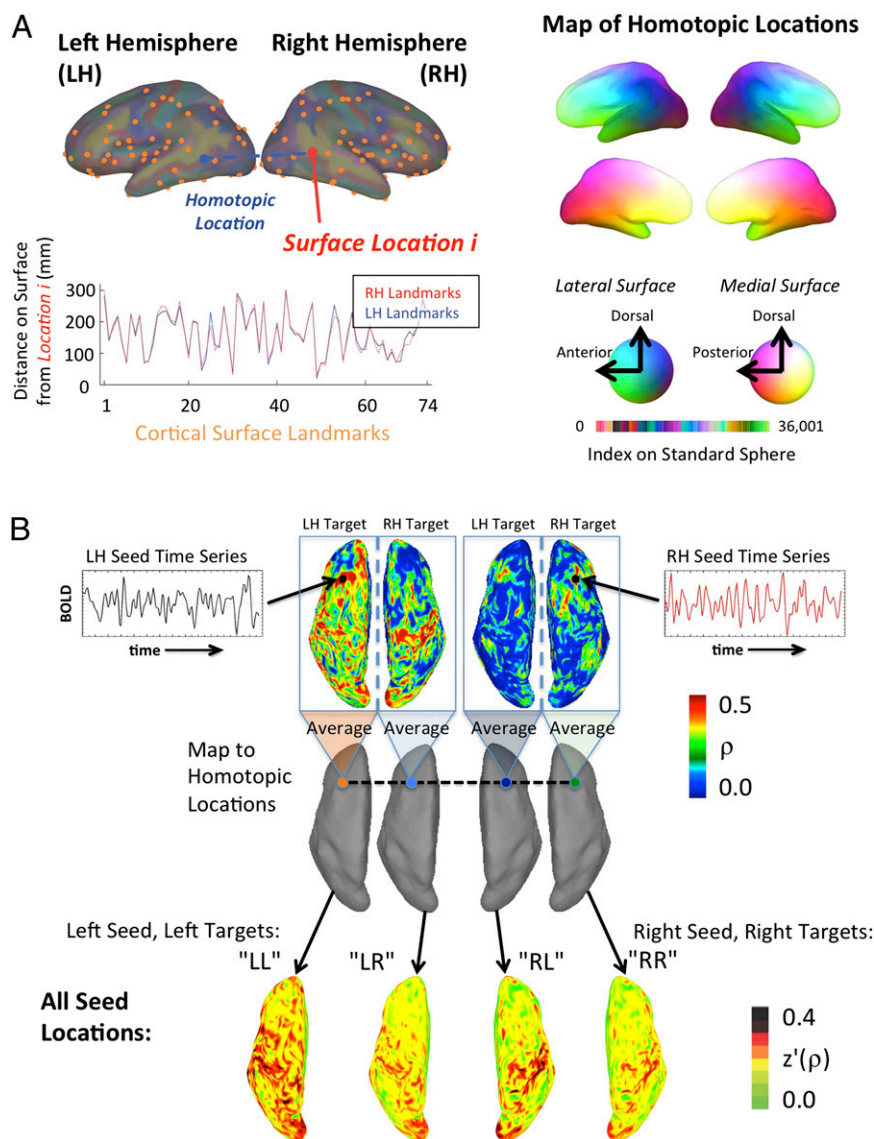 A
Left Hemisphere
(LH)
Right Hemisphere
(RH)
Homotopic
Location
Surface Location i
Distance on Surface
from Location i (mm)
300
200
100
0
RH Landmarks
LH Landmarks
1
20
40
60
74
Cortical Surface Landmarks
Map of Homotopic Locations
Lateral Surface
Medial Surface
Dorsal
Dorsal
Anterior
Posterior
0
36,001
Index on Standard Sphere
B
LH Target
RH Target
LH Target
RH Target
LH Seed Time Series
BOLD
time
RH Seed Time Series
time
0.5
ρ
0.0
Average
Average
Average
Average
Map to
Homotopic
Locations
Left Seed, Left Targets:
"LL"
"LR"
"RL"
Right Seed, Right Targets:
"RR"
All Seed
Locations:
0.4
z'(ρ)
0.0